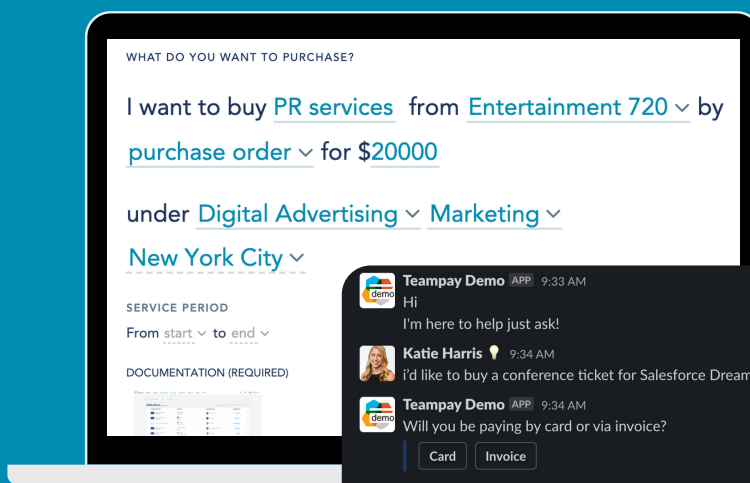 WHAT DO YOU WANT TO PURCHASE?
I want to buy PR services from Entertainment 720 by
purchase order for $20000
under Digital Advertising Marketing
New York City
SERVICE PERIOD
From start to end
DOCUMENTATION (REQUIRED)
demo
Teampay Demo APP 9:33 AM
Hi
I'm here to help just ask!
Katie Harris 9:34 AM
i'd like to buy a conference ticket for Salesforce Dream
demo
Teampay Demo APP 9:34 AM
Will you be paying by card or via invoice?
Card Invoice